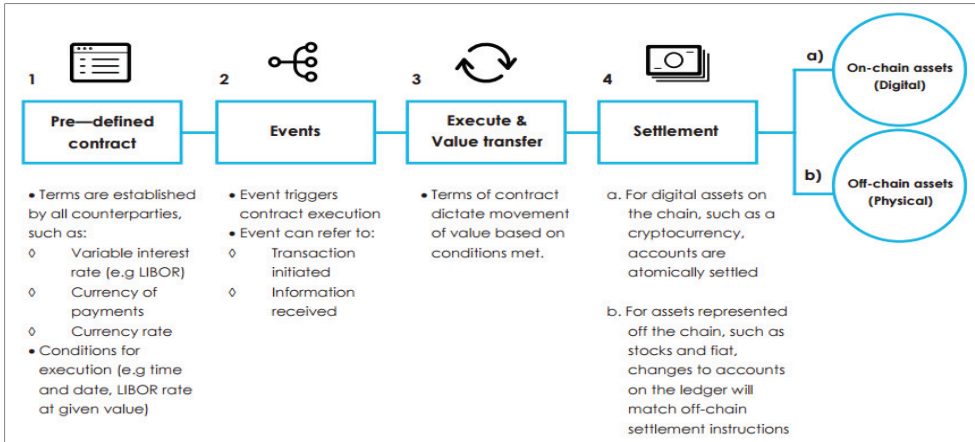 1
Pre—defined
contract
• Terms are established
by all counterparties,
such as:
◊ Variable interest
rate (e.g LIBOR)
◊ Currency of
payments
◊ Currency rate
• Conditions for
execution (e.g time
and date, LIBOR rate
at given value)
2
Events
• Event triggers
contract execution
• Event can refer to:
◊ Transaction
initiated
◊ Information
received
3
Execute &
Value transfer
• Terms of contract
dictate movement
of value based on
conditions met.
4
Settlement
a. For digital assets on
the chain, such as a
cryptocurrency,
accounts are
atomically settled
b. For assets represented
off the chain, such as
stocks and fiat,
changes to accounts
on the ledger will
match off-chain
settlement instructions
a)
On-chain assets
(Digital)
b)
Off-chain assets
(Physical)